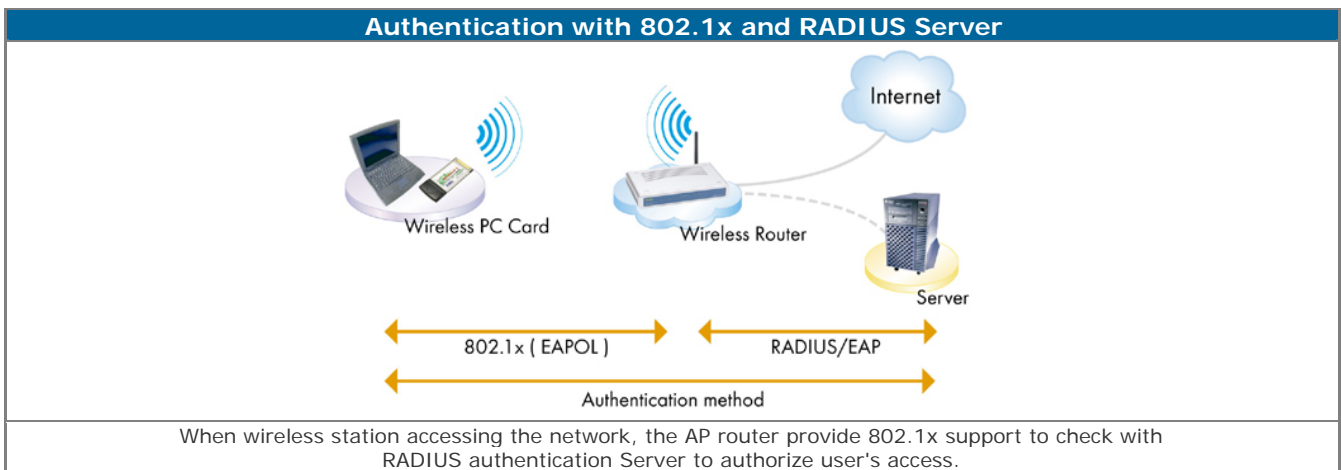 Authentication with 802.1x and RADIUS Server
Internet
Wireless PC Card
Wireless Router
Server
802.1x ( EAPOL )
RADIUS/EAP
Authentication method
When wireless station accessing the network, the AP router provide 802.1x support to check with
RADIUS authentication Server to authorize user's access.